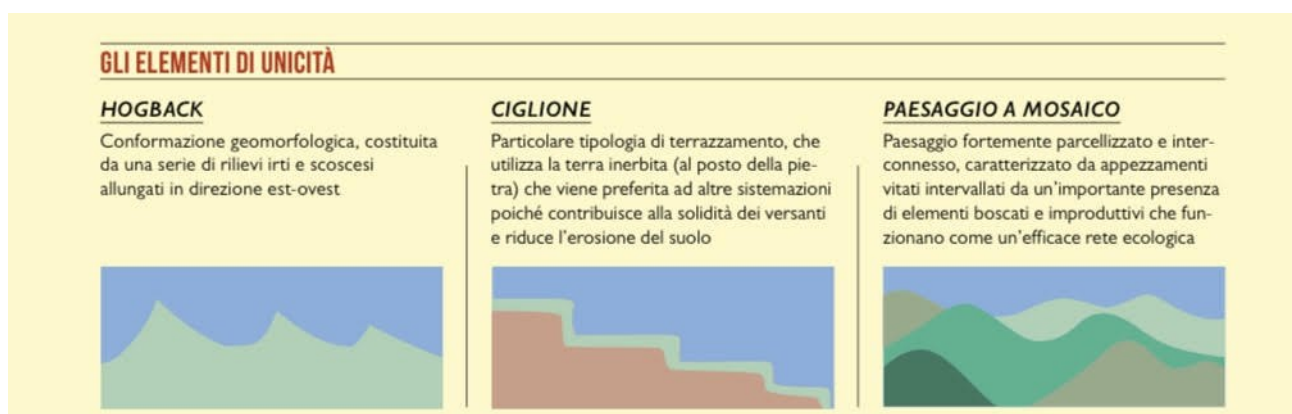 GLI ELEMENTI DI UNICITÀ
HOGBACK
Conformazione geomorfologica, costituita
da una serie di rilievi irti e scoscesi
allungati in direzione est-ovest
CIGLIONE
Particolare tipologia di terrazzamento, che
utilizza la terra inerbita (al posto della pie-
tra) che viene preferita ad altre sistemazioni
poiché contribuisce alla solidità dei versanti
e riduce l'erosione del suolo
PAESAGGIO A MOSAICO
Paesaggio fortemente parcellizzato e inter-
connesso, caratterizzato da appezzamenti
vitati intervallati da un'importante presenza
di elementi boscati e improduttivi che fun-
zionano come un'efficace rete ecologica